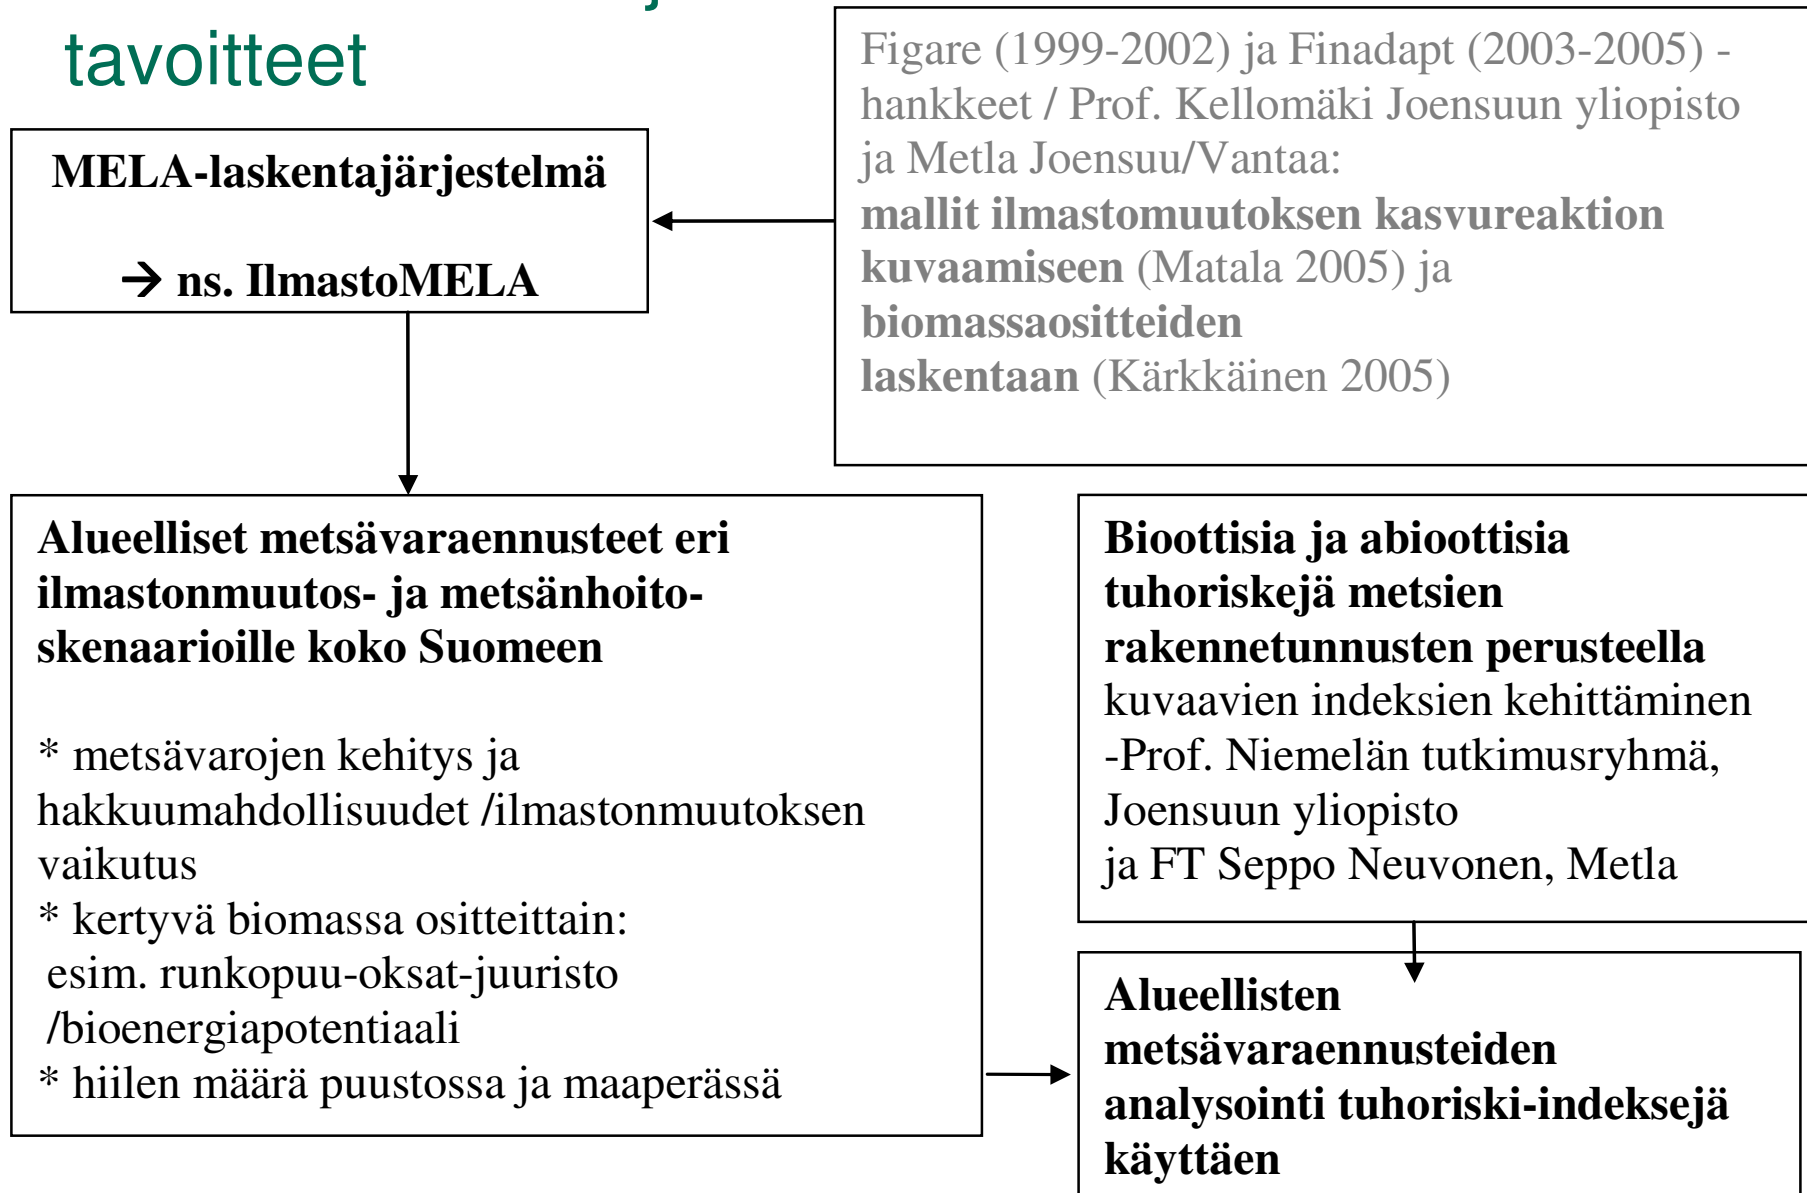 tavoitteet
MELA-laskentajärjestelmä
→ ns. IlmastoMELA
Figare (1999-2002) ja Finadapt (2003-2005) -
hankkeet / Prof. Kellomäki Joensuun yliopisto
ja Metla Joensuu/Vantaa:
mallit ilmastomuutoksen kasvureaktion
kuvaamiseen (Matala 2005) ja
biomassaositteiden
laskentaan (Kärkkäinen 2005)
Alueelliset metsävaraennusteet eri
ilmastonmuutos- ja metsänhoito-
skenaarioille koko Suomeen
* metsävarojen kehitys ja
hakkuumahdollisuudet /ilmastonmuutoksen
vaikutus
* kertyvä biomassa ositteittain:
esim. runkopuu-oksat-juuristo
/bioenergiapotentiaali
* hiilen määrä puustossa ja maaperässä
Bioottisia ja abioottisia
tuhoriskejä metsien
rakennetunnusten perusteella
kuvaavien indeksien kehittäminen
-Prof. Niemelän tutkimusryhmä,
Joensuun yliopisto
ja FT Seppo Neuvonen, Metla
Alueellisten
metsävaraennusteiden
analysointi tuhoriski-indeksejä
käyttäen